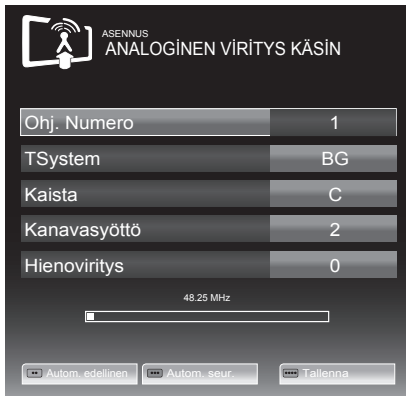 ASENNUS
ANALOGİNEN VİRİTYS KÄSİN
Ohj. Numero 1
TSystem BG
Kaista C
Kanavasyöttö 2
Hienoviritys 0
48.25 MHz
Autom. edellinen Autom. seur. Tallenna